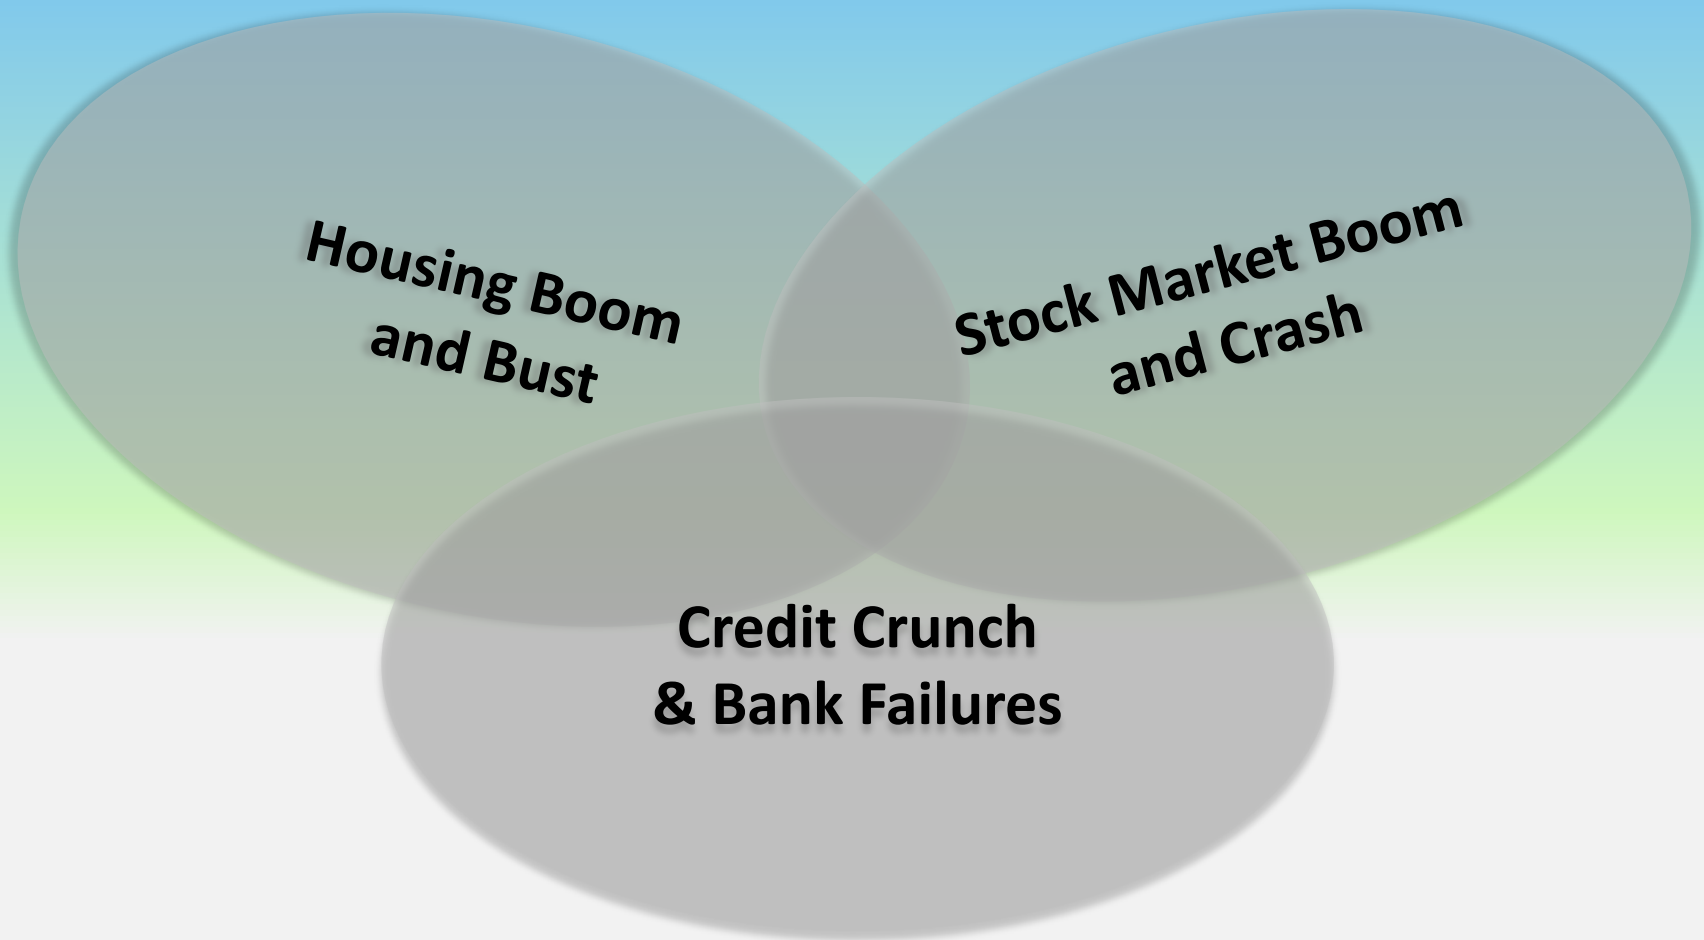 Housing Boom
and Bust
Stock Market Boom
and Crash
Credit Crunch
& Bank Failures